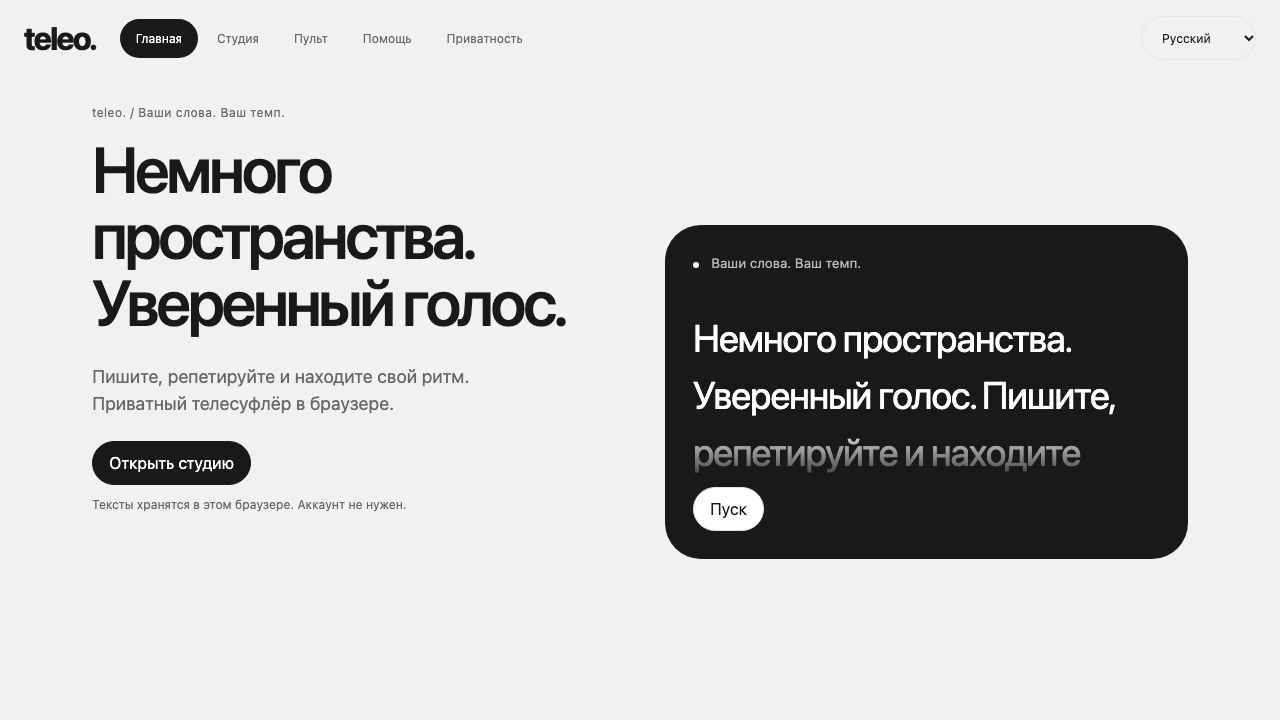 teleo.
Главная
Студия
Пульт
Помощь
Приватность
Русский
teleo. / Ваши слова. Ваш темп.
Немного
пространства.
Уверенный голос.
Пишите, репетируйте и находите свой ритм.
Приватный телесуфлёр в браузере.
Открыть студию
Тексты хранятся в этом браузере. Аккаунт не нужен.
Ваши слова. Ваш темп.
Немного пространства.
Уверенный голос. Пишите,
репетируйте и находите
Пуск